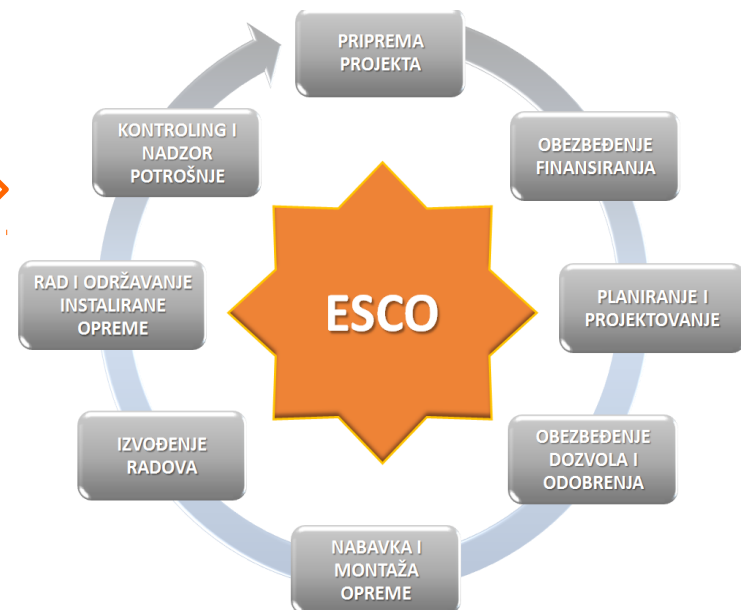 PRIPREMA
PROJEKTA
OBEZBEĐENJE
FINANSIRANJA
PLANIRANJE I
PROJEKTOVANJE
OBEZBEĐENJE
DOZVOLA I
ODOBRENJA
NABAVKA I
MONTAŽA
OPREME
IZVOĐENJE
RADOVA
RAD I ODRŽAVANJE
INSTALIRANE
OPREME
KONTROLING I
NADZOR
POTROŠNJE
ESCO